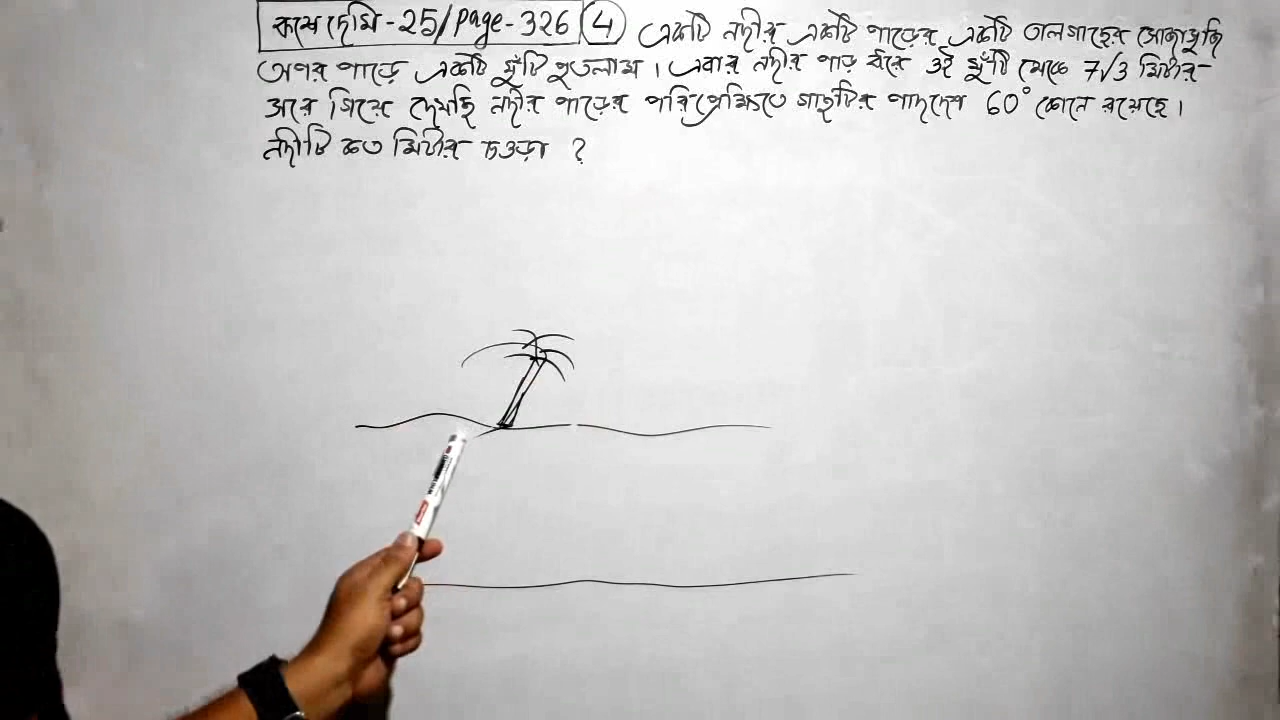 কষে দেখি - 25/Page-326 4 একটি নদীর একটি পাড়ের একটি তালগাছের সোজাসুজি
অপর পাড়ে একটি খুঁটি পুতলাম । এবার নদীর পাড় ধরে ওই খুঁটি থেকে 7√3 মিটার
সরে গিয়ে দেখছি নদীর পাড়ের পরিপ্রেক্ষিতে গাছটির পাদদেশ 60° কোনে রয়েছে ।
নদীটি কত মিটার চওড়া ?